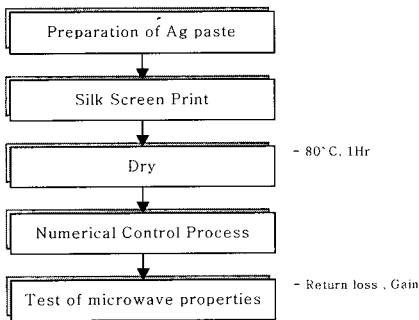 Preparation of Ag paste
Silk Screen Print
Dry
- 80`C, 1Hr
Numerical Control Process
Test of microwave properties
- Return loss , Gain